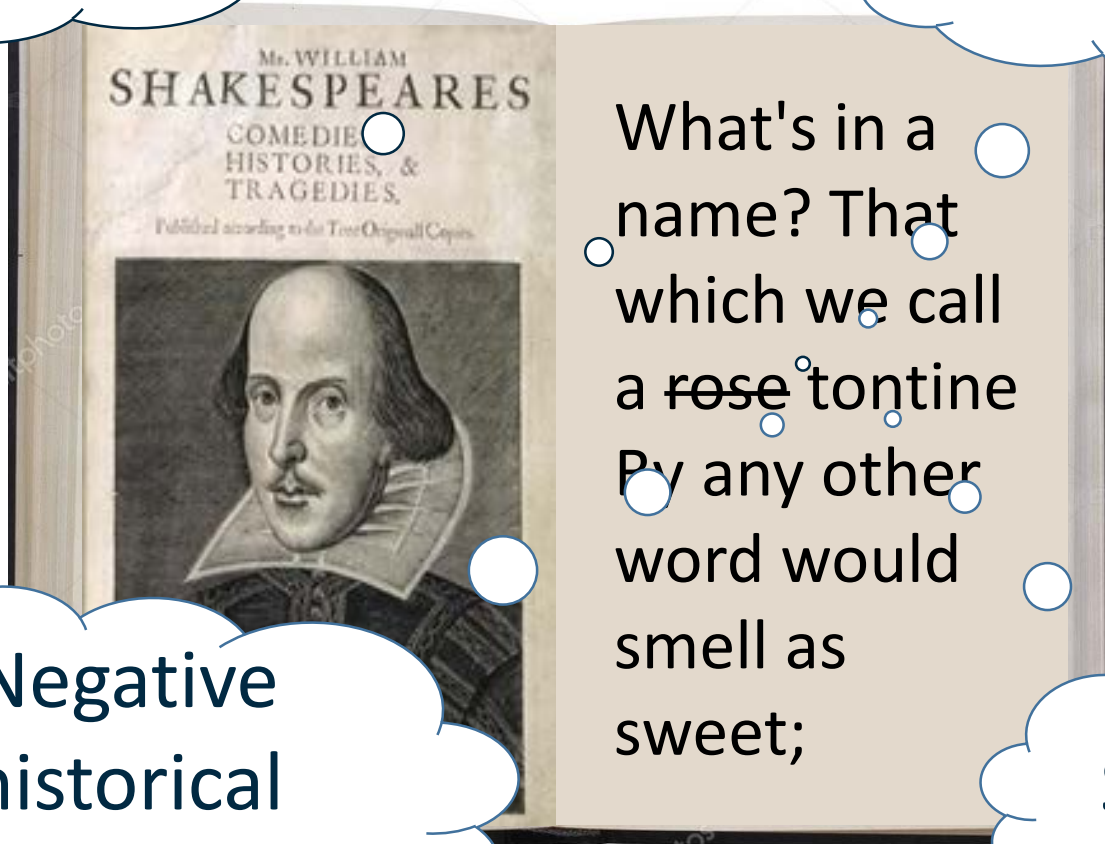 Mr. WILLIAM
SHAKESPEARES
COMEDIE
HISTORIES, &
TRAGEDIES.
Published according to the True Originall Copies.
What's in a
name? That
which we call
a rose tontine
By any other
word would
smell as
sweet;
Negative
historical